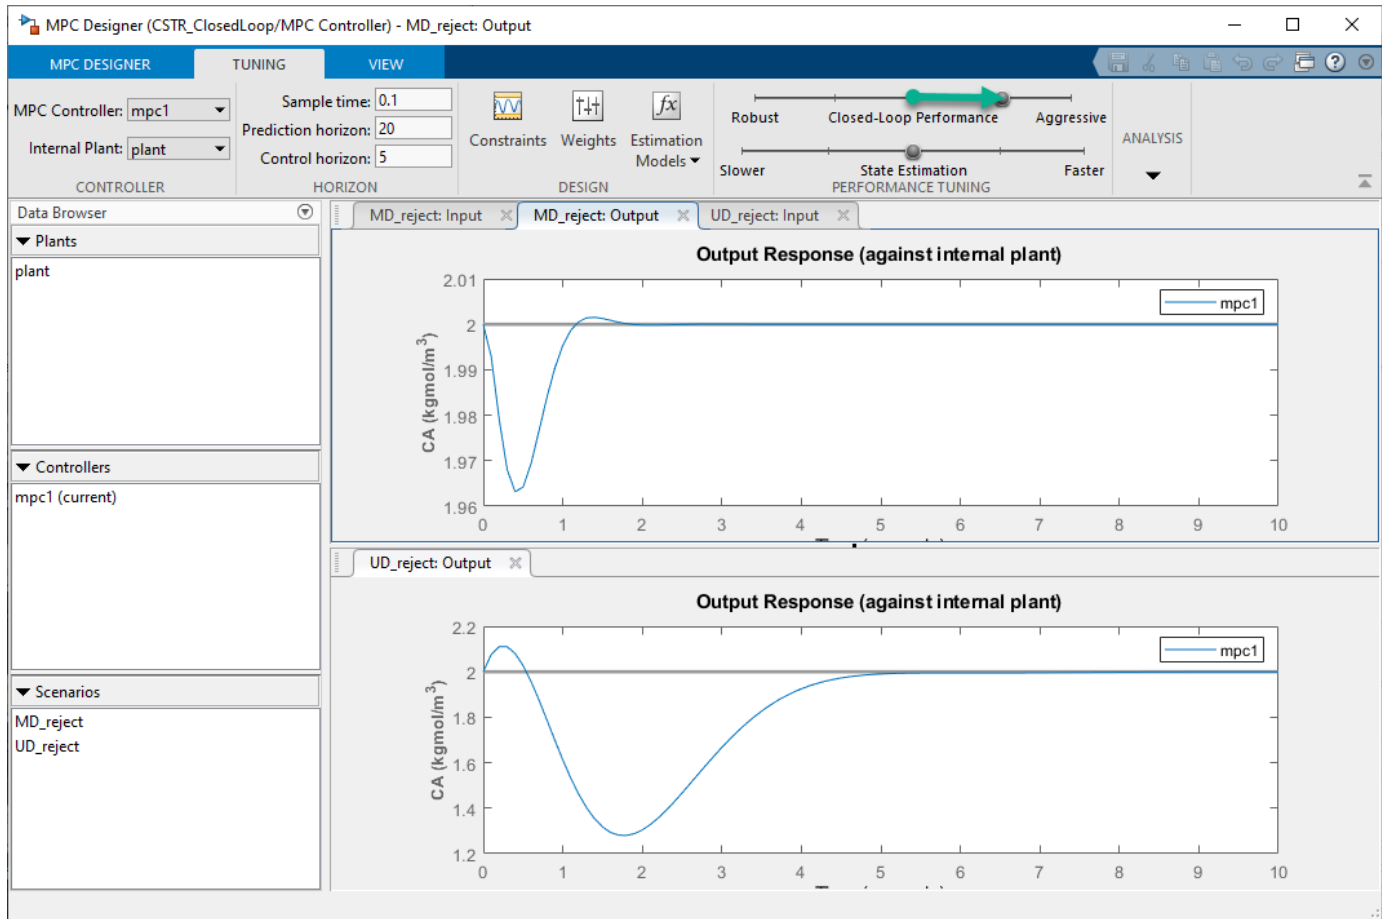 MPC Designer (CSTR_ClosedLoop/MPC Controller) - MD_reject: Output
MPC DESIGNER TUNING VIEW
MPC Controller: mpc1
Internal Plant: plant
CONTROLLER
Sample time: 0.1
Prediction horizon: 20
Control horizon: 5
HORIZON
Constraints Weights Estimation
Models
fx
DESIGN
Robust Closed-Loop Performance Aggressive
Slower State Estimation Faster
PERFORMANCE TUNING
ANALYSIS
Data Browser
Plants
plant
Controllers
mpc1 (current)
Scenarios
MD_reject
UD_reject
MD_reject: Input MD_reject: Output UD_reject: Input
Output Response (against internal plant)
CA (kgmol/m³)
2.01
2
1.99
1.98
1.97
1.96
0 1 2 3 4 5 6 7 8 9 10
mpc1
UD_reject: Output
Output Response (against internal plant)
CA (kgmol/m³)
2.2
2
1.8
1.6
1.4
1.2
0 1 2 3 4 5 6 7 8 9 10
mpc1